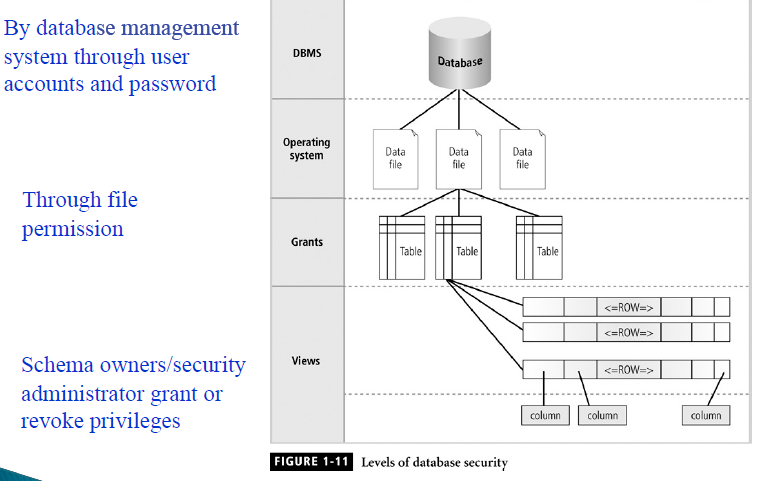 By database management
system through user
accounts and password
Through file
permission
Schema owners/security
administrator grant or
revoke privileges
DBMS
Database
Operating
system
Data
file
Data
file
Data
file
Grants
Table
Table
Table
Views
<=ROW=>
<=ROW=>
<=ROW=>
column
column
column
FIGURE 1-11 Levels of database security